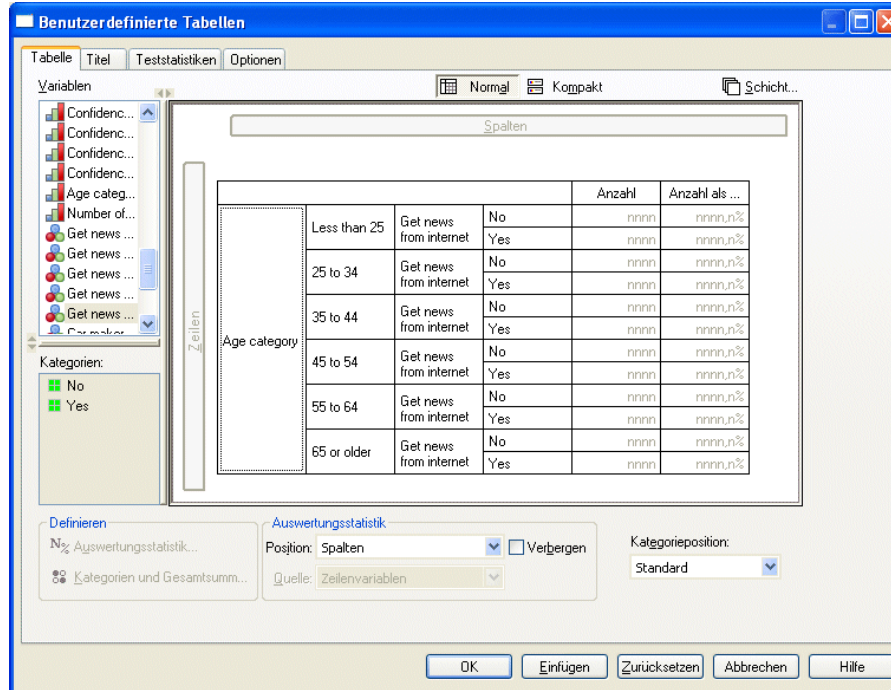 Benutzerdefinierte Tabellen
Tabelle Titel Teststatistiken Optionen
Variablen
Normal Kompakt Schicht...
Confidenc...
Confidenc...
Confidenc...
Confidenc...
Age categ...
Number of...
Get news ...
Get news ...
Get news ...
Get news ...
Get news ...
Car maker
Kategorien:
No
Yes
Spalten
Zeilen
Anzahl Anzahl als ...
Age category
Less than 25 Get news from internet No nnnn nnnn,n%
Yes nnnn nnnn,n%
25 to 34 Get news from internet No nnnn nnnn,n%
Yes nnnn nnnn,n%
35 to 44 Get news from internet No nnnn nnnn,n%
Yes nnnn nnnn,n%
45 to 54 Get news from internet No nnnn nnnn,n%
Yes nnnn nnnn,n%
55 to 64 Get news from internet No nnnn nnnn,n%
Yes nnnn nnnn,n%
65 or older Get news from internet No nnnn nnnn,n%
Yes nnnn nnnn,n%
Definieren
N% Auswertungsstatistik...
Kategorien und Gesamtsumm...
Auswertungsstatistik
Position: Spalten Verbergen
Quelle: Zeilenvariablen
Kategorieposition:
Standard
OK Einfügen Zurücksetzen Abbrechen Hilfe